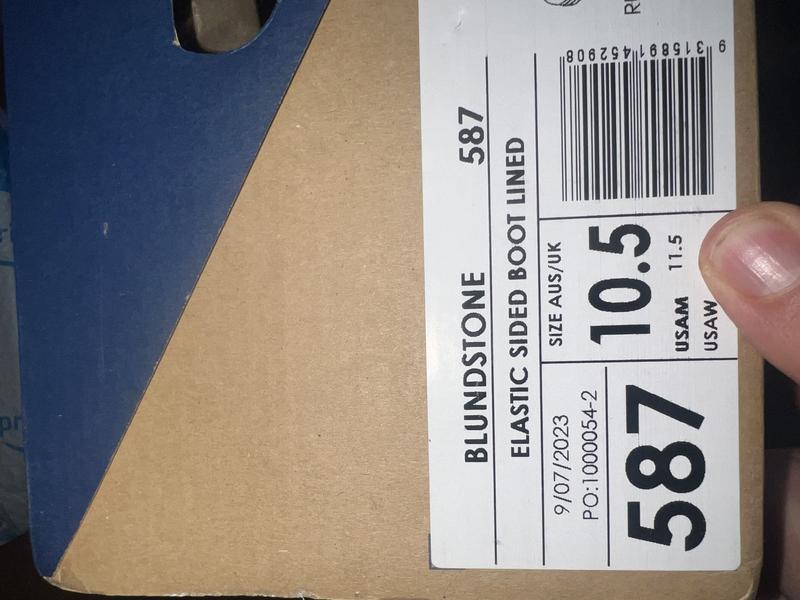 BLUNDSTONE 587
ELASTIC SIDED BOOT LINED
9/07/2023
PO:1000054-2
587
SIZE AUS/UK
10.5
USAM 11.5
USAW
9 315891 452908